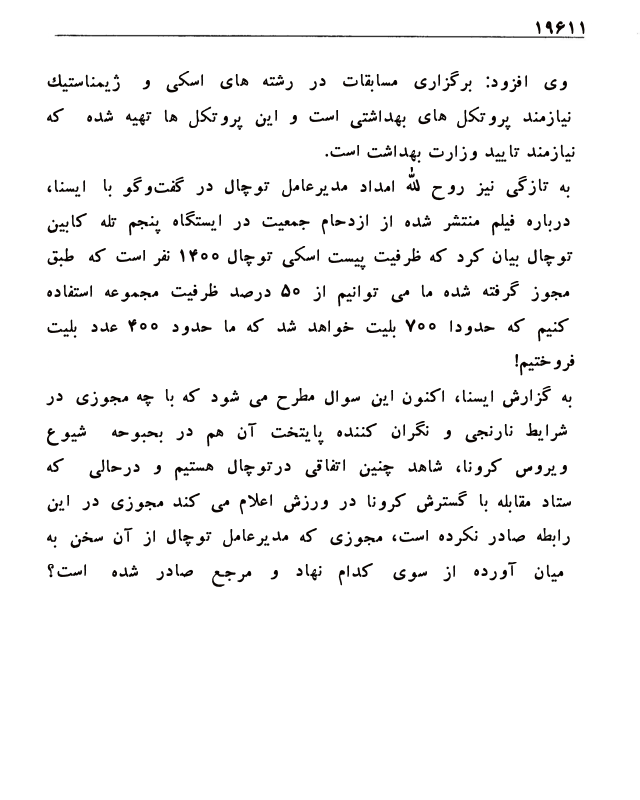 ۱۹۶۱۱
وی افزود: برگزاری مسابقات در رشته های اسکی و ژیمناستیك
نیازمند پروتکل های بهداشتی است و این پروتکل ها تهیه شده که
نیازمند تایید وزارت بهداشت است.
به تازگی نیز روح لله امداد مدیرعامل توچال در گفت‌وگو با ایسنا،
درباره فیلم منتشر شده از ازدحام جمعیت در ایستگاه پنجم تله کابین
توچال بیان کرد که ظرفیت پیست اسکی توچال ۱۴۰۰ نفر است که طبق
مجوز گرفته شده ما می توانیم از ۵۰ درصد ظرفیت مجموعه استفاده
کنیم که حدودا ۷۰۰ بلیت خواهد شد که ما حدود ۴۰۰ عدد بلیت
فروختیم!
به گزارش ایسنا، اکنون این سوال مطرح می شود که با چه مجوزی در
شرایط نارنجی و نگران کننده پایتخت آن هم در بحبوحه شیوع
ویروس کرونا، شاهد چنین اتفاقی درتوچال هستیم و درحالی که
ستاد مقابله با گسترش کرونا در ورزش اعلام می کند مجوزی در این
رابطه صادر نکرده است، مجوزی که مدیرعامل توچال از آن سخن به
میان آورده از سوی کدام نهاد و مرجع صادر شده است؟